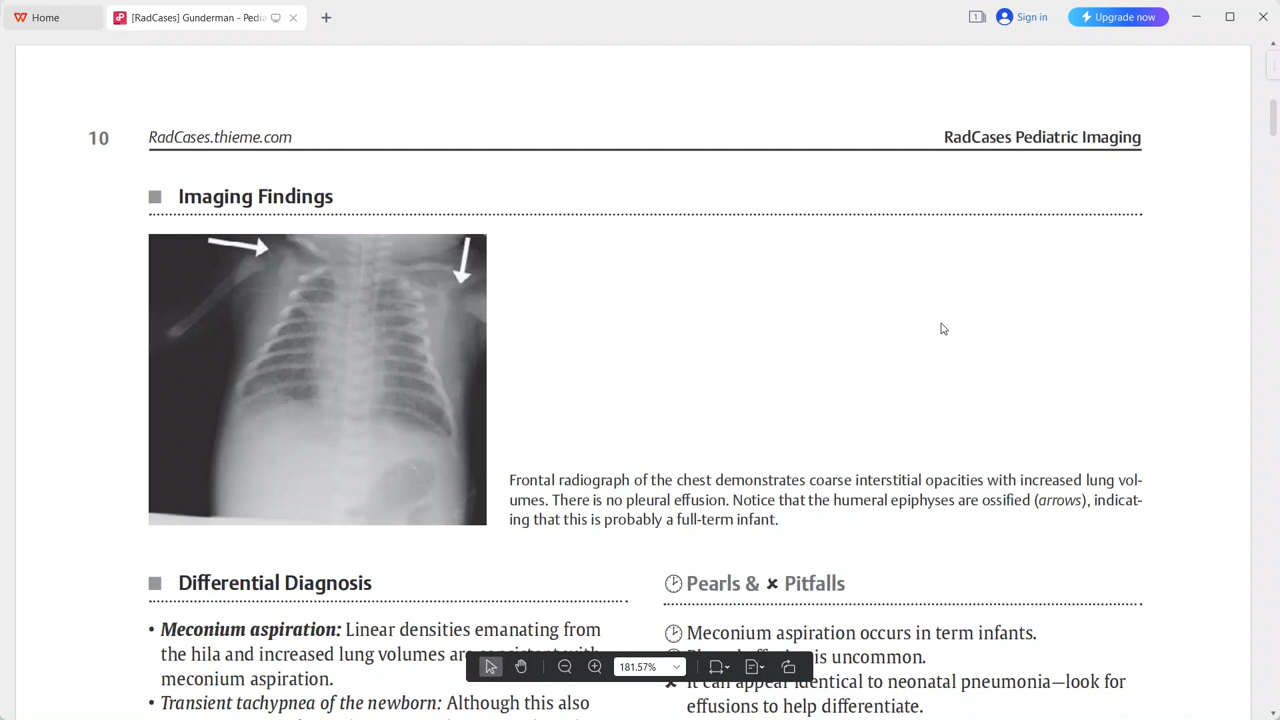 Home
[RadCases] Gunderman - Pedia
1
Sign in
Upgrade now
10
RadCases.thieme.com
RadCases Pediatric Imaging
Imaging Findings
Frontal radiograph of the chest demonstrates coarse interstitial opacities with increased lung vol-
umes. There is no pleural effusion. Notice that the humeral epiphyses are ossified (arrows), indicat-
ing that this is probably a full-term infant.
Differential Diagnosis
• Meconium aspiration: Linear densities emanating from
the hila and increased lung volumes are consistent with
meconium aspiration.
• Transient tachypnea of the newborn: Although this also
Pearls & × Pitfalls
Meconium aspiration occurs in term infants.
is uncommon.
× It can appear identical to neonatal pneumonia—look for
effusions to help differentiate.
181.57%